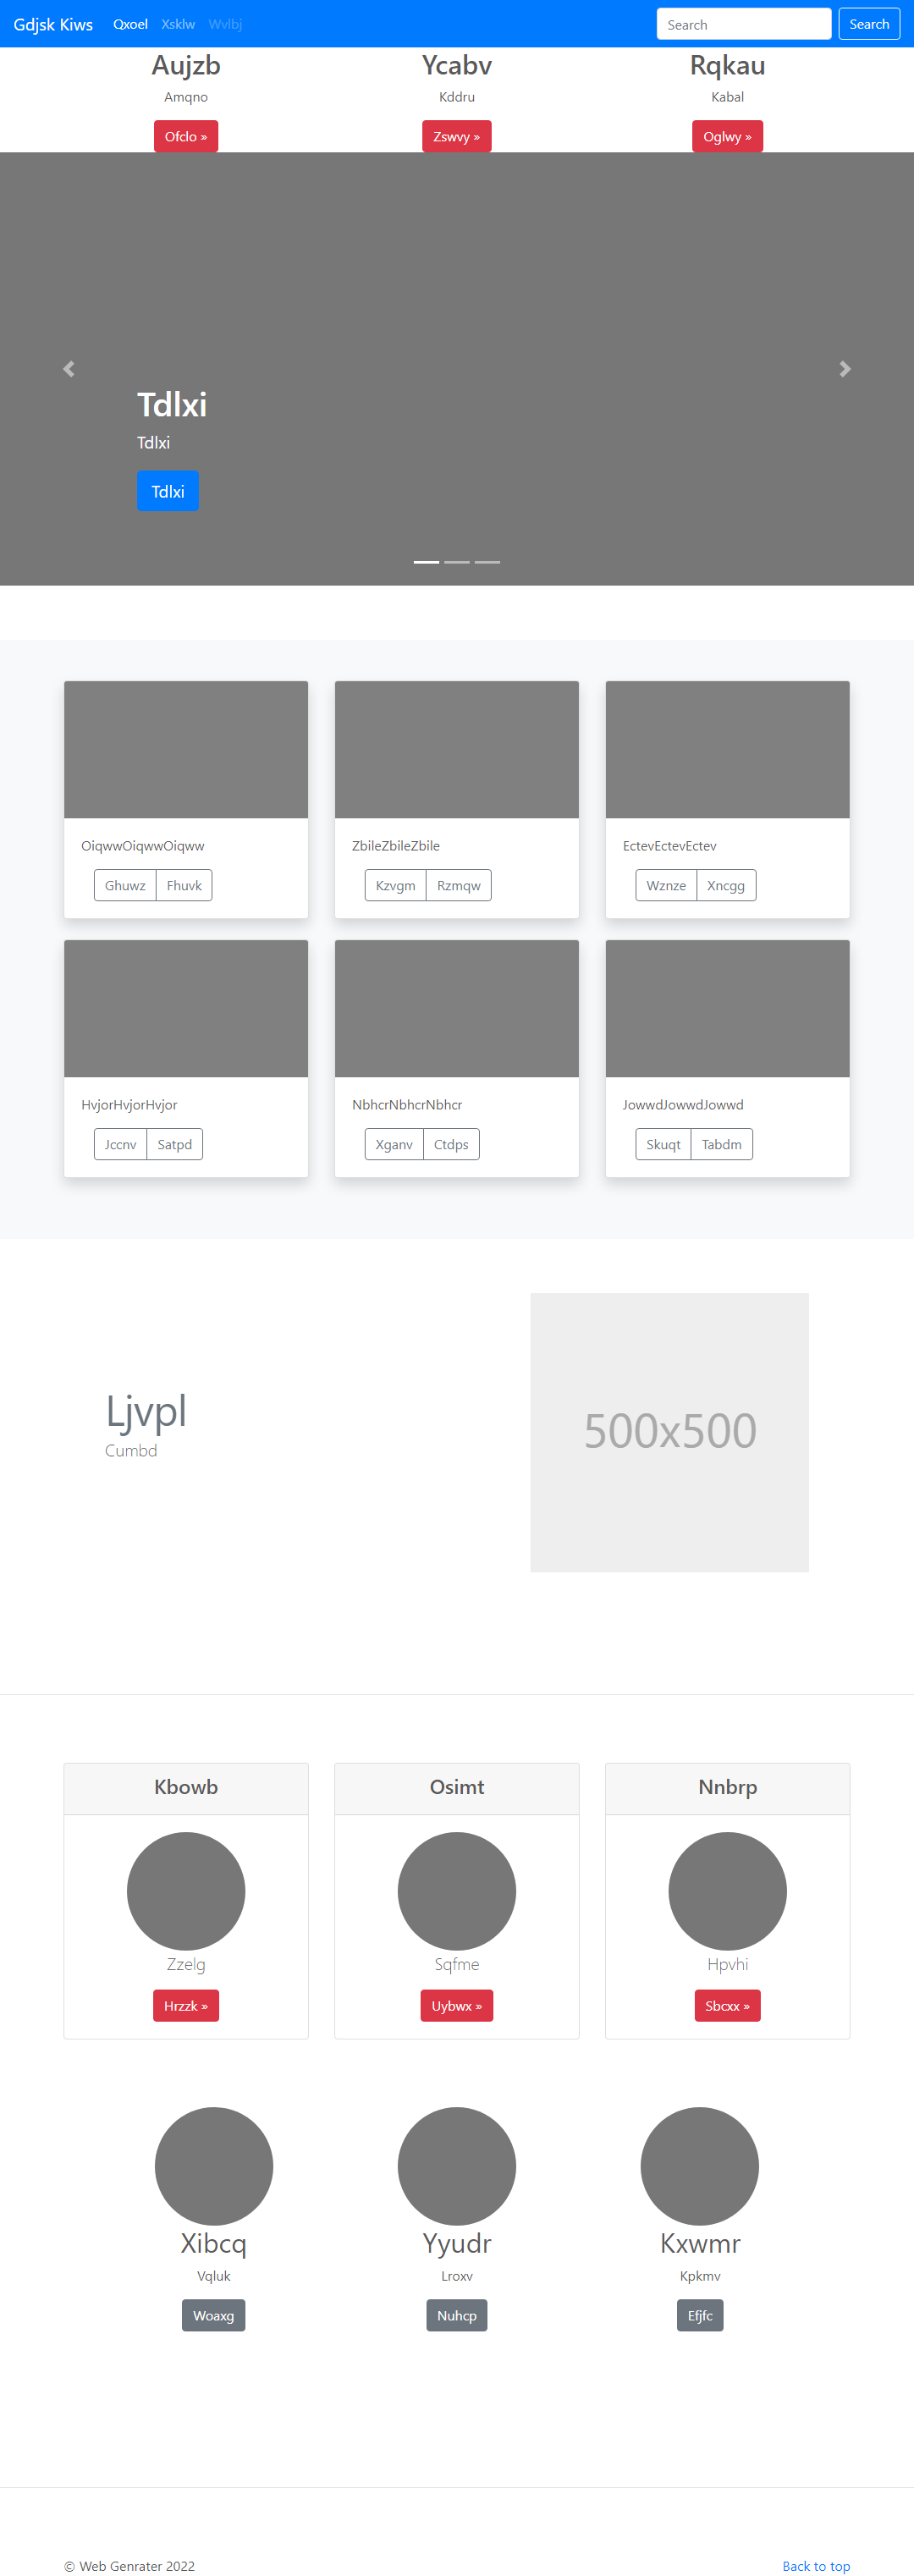 Gdjsk Kiws Qxoel Xsklw Wvlbj Search Search
Aujzb Ycabv Rqkau
Amqno Kddru Kabal
Ofclo » Zswvy » Oglwy »
Tdlxi
Tdlxi
Tdlxi
OiqwwOiqwwOiqww ZbileZbileZbile EctevEctevEctev
Ghuwz Fhuvk Kzvgm Rzmqw Wznze Xncgg
HvjorHvjorHvjor NbhcrNbhcrNbhcr JowwdJowwdJowwd
Jccnv Satpd Xganv Ctdps Skuqt Tabdm
Ljvpl
Cumbd
500x500
Kbowb Osimt Nnbrp
Zzelg Sqfme Hpvhi
Hrzzk » Uybwx » Sbcxx »
Xibcq Yyudr Kxwmr
Vqluk Lroxv Kpkmv
Woaxg Nuhcp Efjfc
© Web Genrater 2022 Back to top